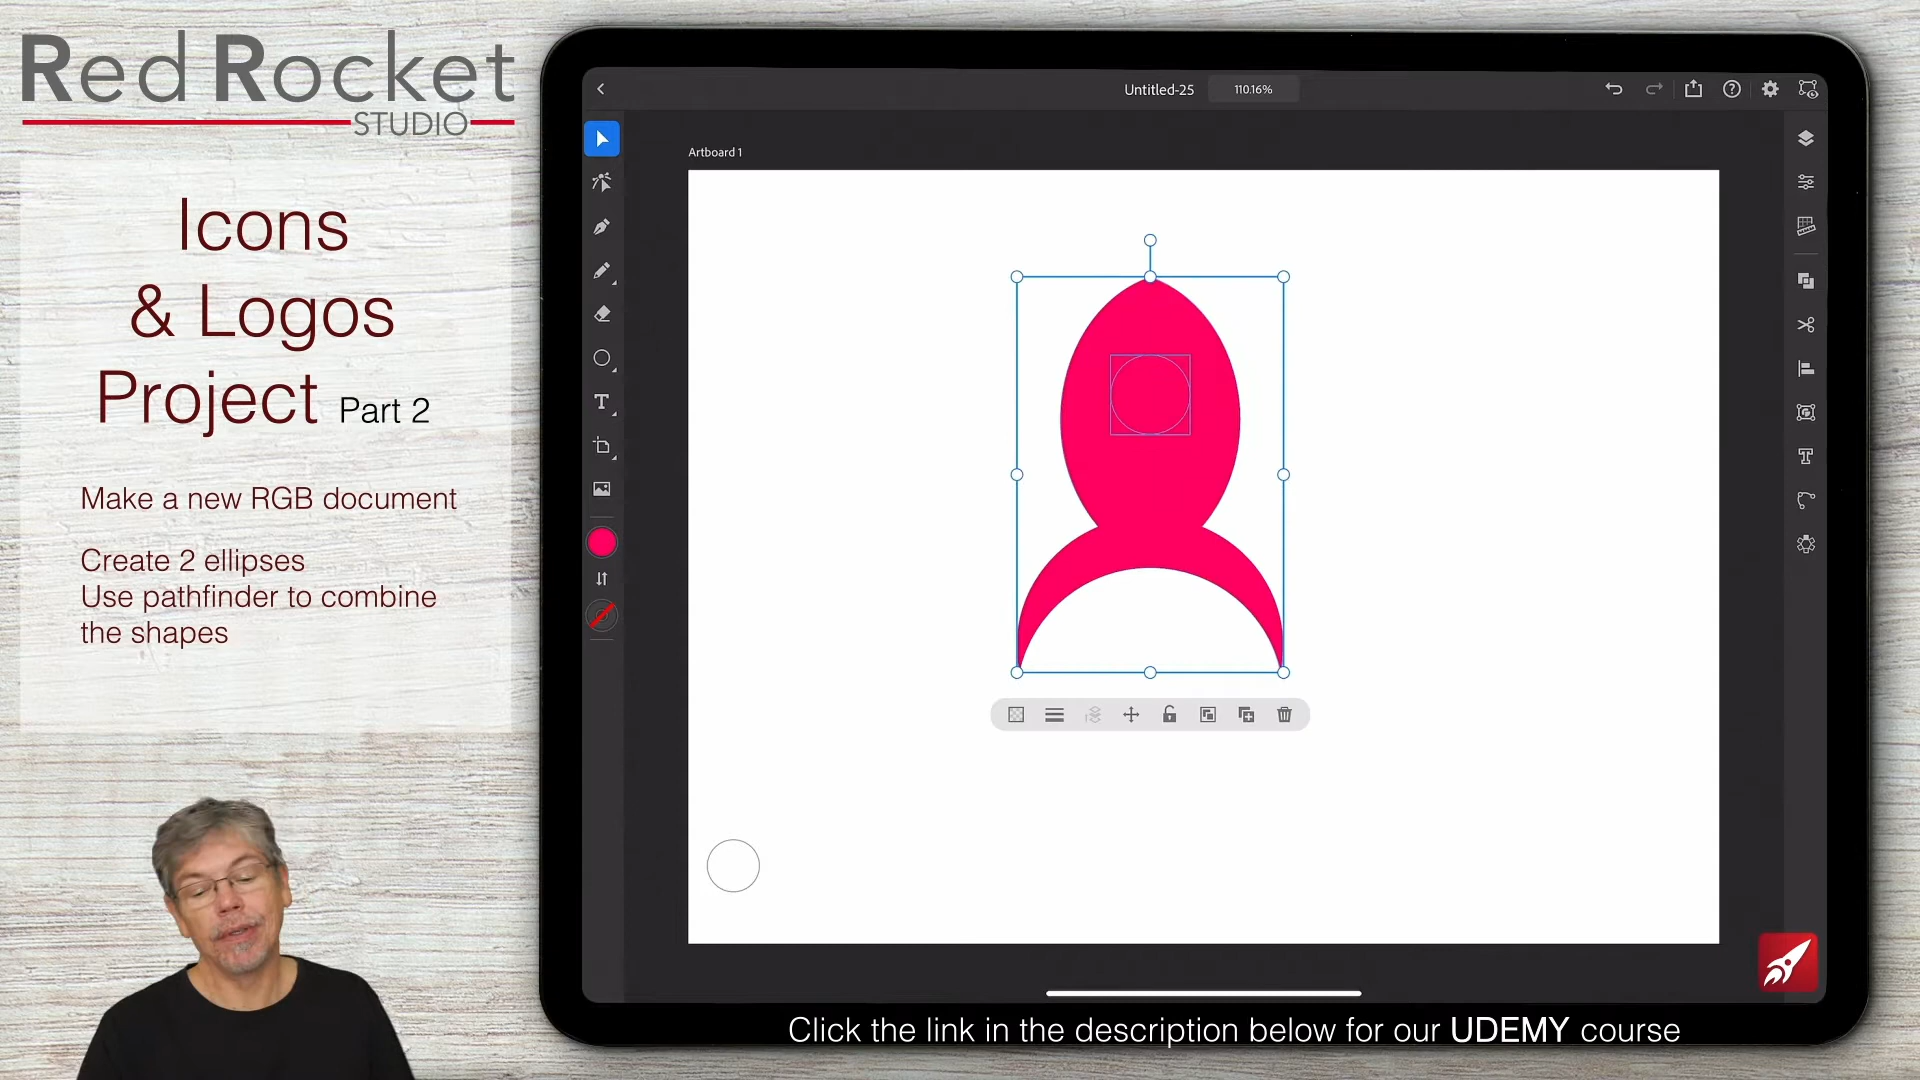 Red Rocket
STUDIO
Icons
& Logos
Project Part 2
Make a new RGB document
Create 2 ellipses
Use pathfinder to combine
the shapes
Untitled-25
110.16%
Artboard 1
Click the link in the description below for our UDEMY course